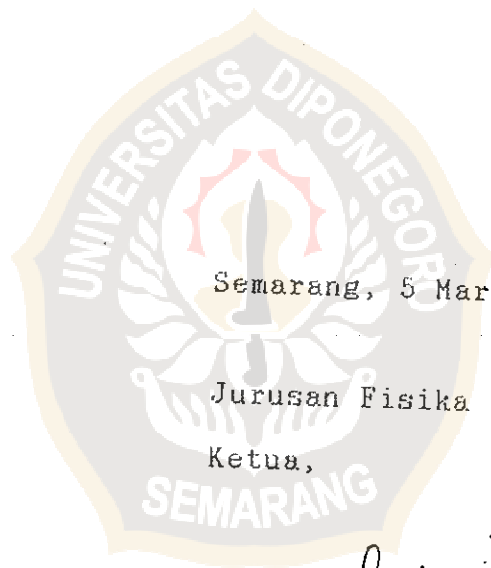 UNIVERSITAS DIPONEGORO
Semarang, 5 Mar
Jurusan Fisika
Ketua,
SEMARANG